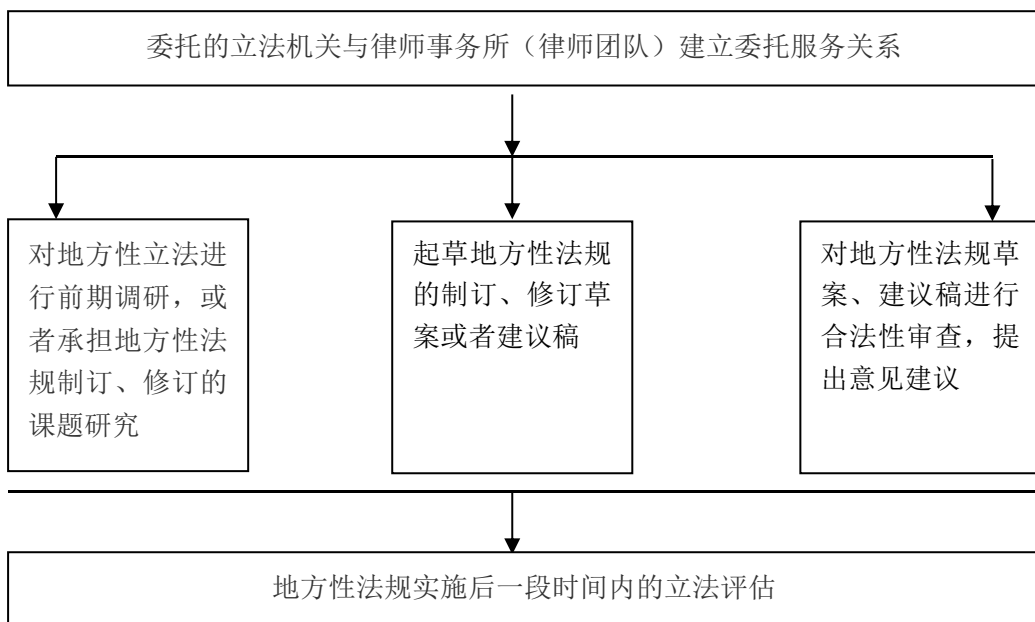 委托的立法机关与律师事务所（律师团队）建立委托服务关系
对地方性立法进
行前期调研，或
者承担地方性法
规制订、修订的
课题研究
起草地方性法规
的制订、修订草
案或者建议稿
对地方性法规草
案、建议稿进行
合法性审查，提
出意见建议
地方性法规实施后一段时间内的立法评估